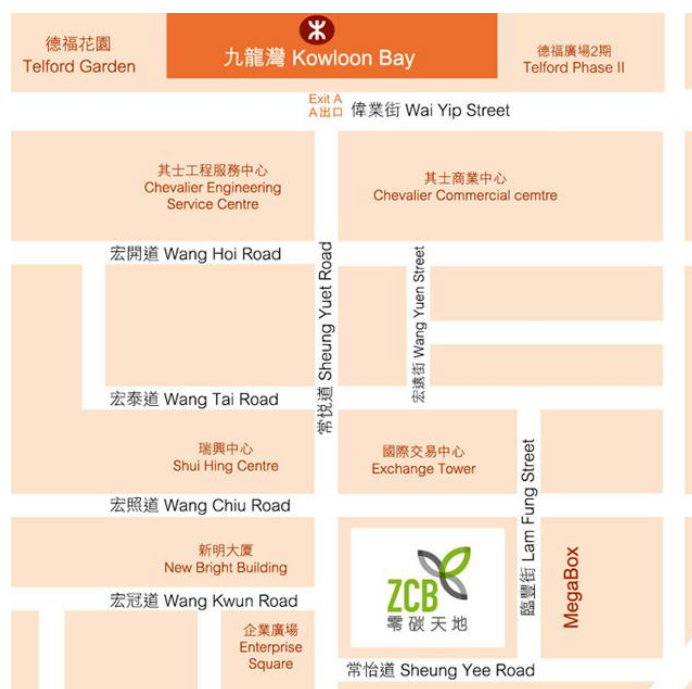 德福花園
Telford Garden
九龍灣 Kowloon Bay
德福廣場2期
Telford Phase II
Exit A
A出口
偉業街 Wai Yip Street
其士工程服務中心
Chevalier Engineering
Service Centre
其士商業中心
Chevalier Commercial cemtre
宏開道 Wang Hoi Road
常悦道 Sheung Yuet Road
宏遠街 Wang Yuen Street
宏泰道 Wang Tai Road
瑞興中心
Shui Hing Centre
國際交易中心
Exchange Tower
臨豐街 Lam Fung Street
宏照道 Wang Chiu Road
新明大厦
New Bright Building
ZCB
零碳天地
MegaBox
宏冠道 Wang Kwun Road
企業廣場
Enterprise
Square
常怡道 Sheung Yee Road